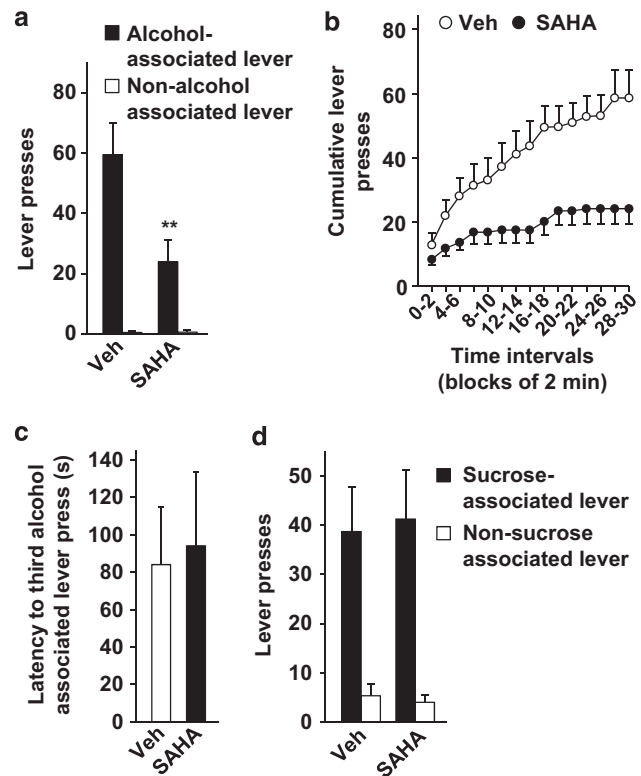 a
Alcohol-
associated lever
Non-alcohol
associated lever
Lever presses
80
60
40
20
0
**
Veh
SAHA
b
Veh SAHA
Cumulative lever
presses
80
60
40
20
0
0-2
4-6
8-10
12-14
16-18
20-22
24-26
28-30
Time intervals
(blocks of 2 min)
c
Latency to third alcohol
associated lever press (s)
140
120
100
80
60
40
20
0
Veh
SAHA
d
Sucrose-
associated lever
Non-sucrose
associated lever
Lever presses
50
40
30
20
10
0
Veh
SAHA